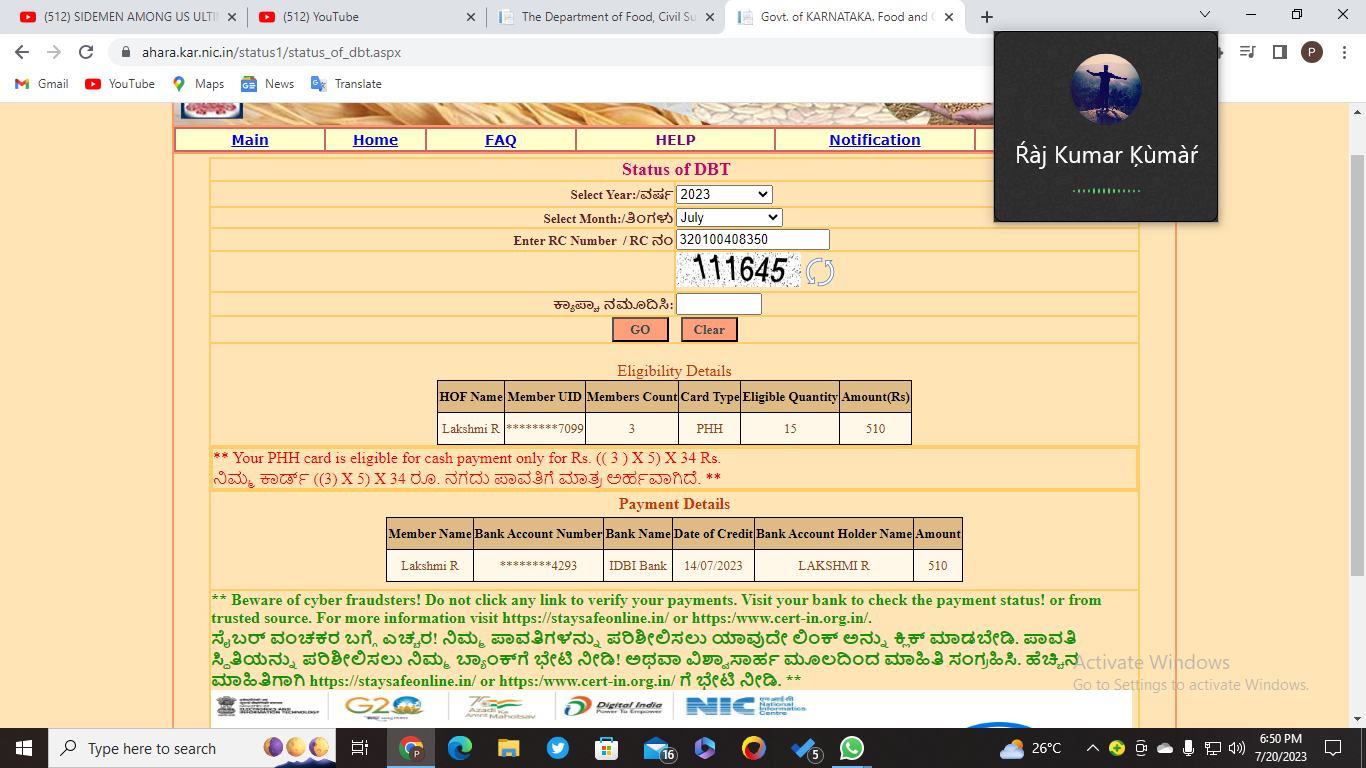 (512) SIDEMEN AMONG US ULTI
(512) YouTube
The Department of Food, Civil Su
Govt. of KARNATAKA. Food and
ahara.kar.nic.in/status1/status_of_dbt.aspx
P
Gmail
YouTube
Maps
News
Translate
Ŕàj Kumar Ķùmàŕ
Main Home FAQ HELP Notification
Status of DBT
Select Year:/ವರ್ಷ 2023
Select Month:/ತಿಂಗಳು July
Enter RC Number / RC ನಂ 320100408350
111645
ಕ್ಯಾಪ್ಚಾ ನಮೂದಿಸಿ:
GO Clear
Eligibility Details
HOF Name Member UID Members Count Card Type Eligible Quantity Amount(Rs)
Lakshmi R ********7099 3 PHH 15 510
** Your PHH card is eligible for cash payment only for Rs. (( 3 ) X 5) X 34 Rs.
ನಿಮ್ಮ ಕಾರ್ಡ್ ((3) X 5) X 34 ರೂ. ನಗದು ಪಾವತಿಗೆ ಮಾತ್ರ ಅರ್ಹವಾಗಿದೆ. **
Payment Details
Member Name Bank Account Number Bank Name Date of Credit Bank Account Holder Name Amount
Lakshmi R ********4293 IDBI Bank 14/07/2023 LAKSHMI R 510
** Beware of cyber fraudsters! Do not click any link to verify your payments. Visit your bank to check the payment status! or from
trusted source. For more information visit https://staysafeonline.in/ or https:/www.cert-in.org.in/.
ಸೈಬರ್ ವಂಚಕರ ಬಗ್ಗೆ ಎಚ್ಚರ! ನಿಮ್ಮ ಪಾವತಿಗಳನ್ನು ಪರಿಶೀಲಿಸಲು ಯಾವುದೇ ಲಿಂಕ್ ಅನ್ನು ಕ್ಲಿಕ್ ಮಾಡಬೇಡಿ. ಪಾವತಿ
ಸ್ಥಿತಿಯನ್ನು ಪರಿಶೀಲಿಸಲು ನಿಮ್ಮ ಬ್ಯಾಂಕ್‌ಗೆ ಭೇಟಿ ನೀಡಿ! ಅಥವಾ ವಿಶ್ವಾಸಾರ್ಹ ಮೂಲದಿಂದ ಮಾಹಿತಿ ಸಂಗ್ರಹಿಸಿ. ಹೆಚ್ಚಿನ
ಮಾಹಿತಿಗಾಗಿ https://staysafeonline.in/ or https:/www.cert-in.org.in/ ಗೆ ಭೇಟಿ ನೀಡಿ. **
Activate Windows
Go to Settings to activate Windows.
INFORMATION TECHNOLOGY
G20
Azadi
Amrit Mahotsav
Digital India
Power To Empower
NIC
एनआईसी
National
Informatics
Centre
Type here to search
16
5
26°C
6:50 PM
7/20/2023